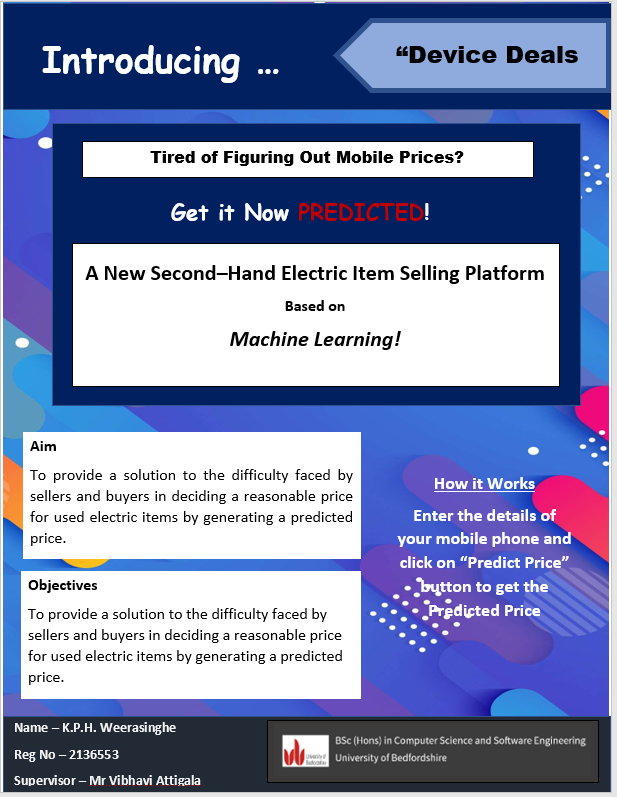 Introducing ...
“Device Deals
Tired of Figuring Out Mobile Prices?
Get it Now PREDICTED!
A New Second–Hand Electric Item Selling Platform
Based on
Machine Learning!
Aim
To provide a solution to the difficulty faced by
sellers and buyers in deciding a reasonable price
for used electric items by generating a predicted
price.
Objectives
To provide a solution to the difficulty faced by
sellers and buyers in deciding a reasonable price
for used electric items by generating a predicted
price.
How it Works
Enter the details of
your mobile phone and
click on “Predict Price”
button to get the
Predicted Price
Name – K.P.H. Weerasinghe
Reg No – 2136553
Supervisor – Mr Vibhavi Attigala
University of
Bedfordshire
BSc (Hons) in Computer Science and Software Engineering
University of Bedfordshire